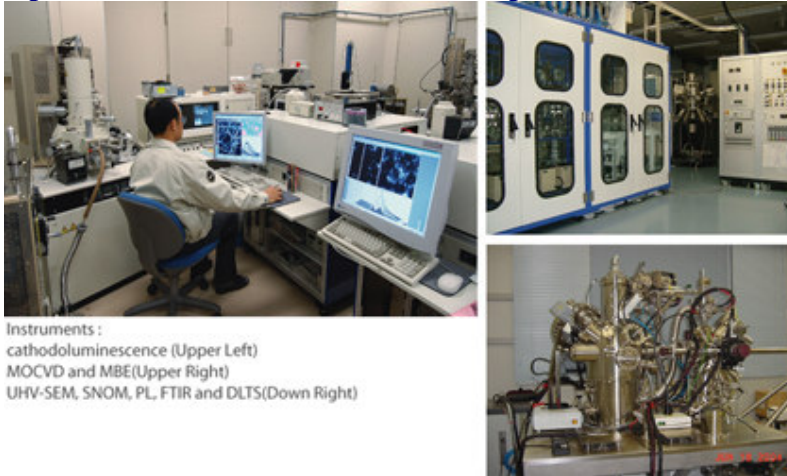 Instruments :
cathodoluminescence (Upper Left)
MOCVD and MBE(Upper Right)
UHV-SEM, SNOM, PL, FTIR and DLTS(Down Right)